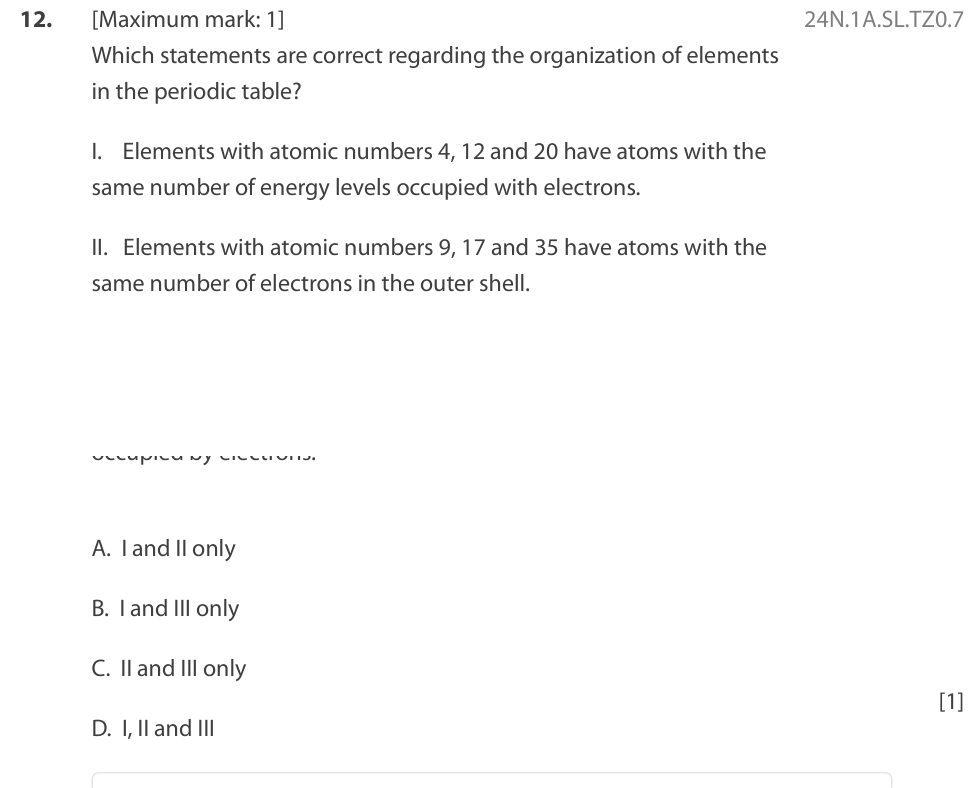 12. [Maximum mark: 1] 24N.1A.SL.TZ0.7
Which statements are correct regarding the organization of elements
in the periodic table?
I. Elements with atomic numbers 4, 12 and 20 have atoms with the
same number of energy levels occupied with electrons.
II. Elements with atomic numbers 9, 17 and 35 have atoms with the
same number of electrons in the outer shell.
occupied by electrons.
A. I and II only
B. I and III only
C. II and III only
[1]
D. I, II and III